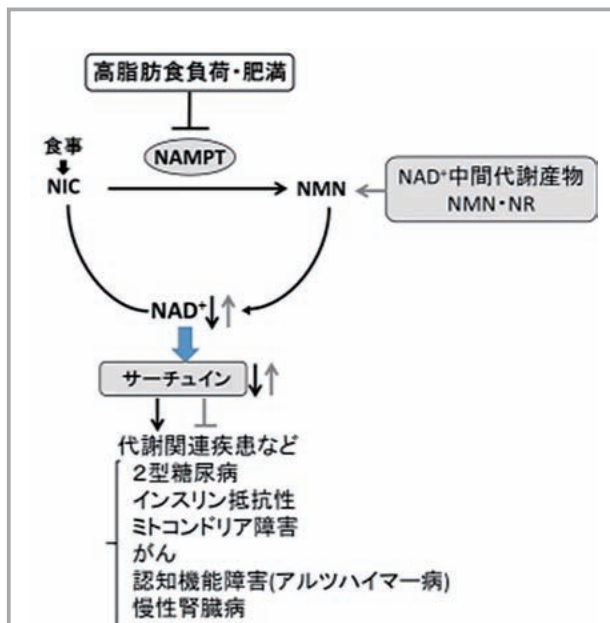 高脂肪食負荷・肥満
NAMPT
食事
NIC
NMN
NAD⁺中間代謝産物
NMN・NR
NAD⁺
サーチュイン
代謝関連疾患など
２型糖尿病
インスリン抵抗性
ミトコンドリア障害
がん
認知機能障害(アルツハイマー病)
慢性腎臓病